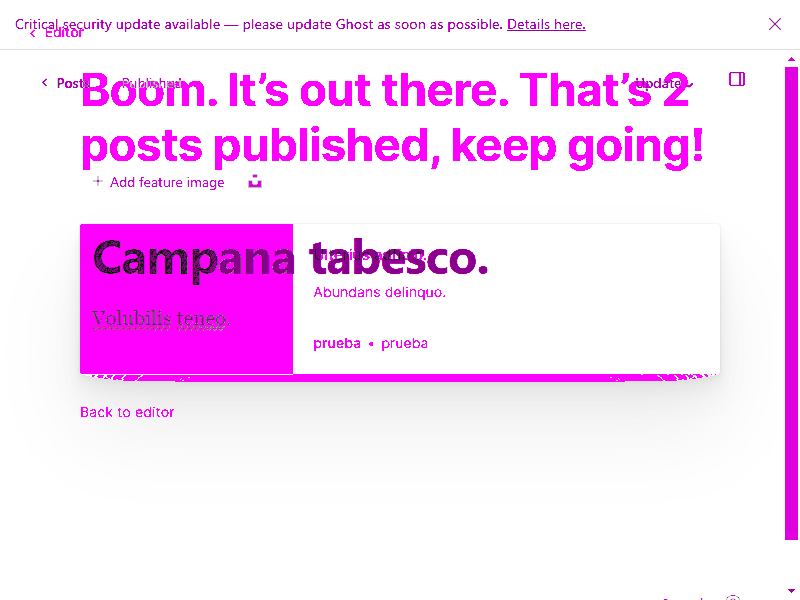 Critical security update available — please update Ghost as soon as possible. Details here.
Editor
Posts
Published
Update
Boom. It's out there. That's 2
posts published, keep going!
Add feature image
Campana tabesco.
Abundans delinquo.
Volubilis teneo.
prueba • prueba
Back to editor